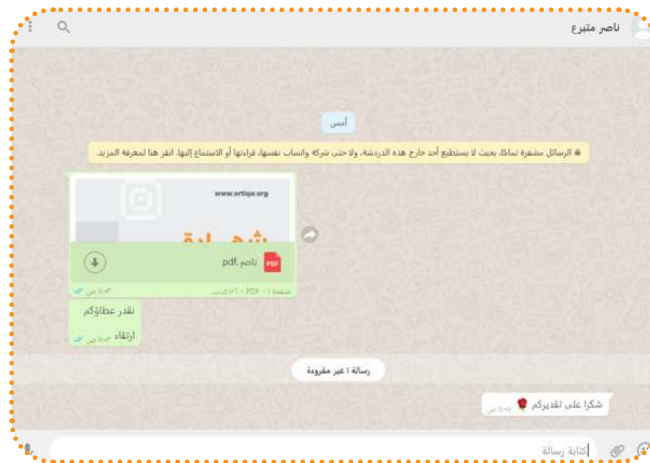 ناصر متبرع
أمس
الرسائل مشفرة تمامًا، بحيث لا يستطيع أحد خارج هذه الدردشة، ولا حتى شركة واتساب نفسها، قراءتها أو الاستماع إليها. انقر هنا لمعرفة المزيد.
www.ertiqa.org
شهادة
ناصر.pdf
PDF
نقدر عطاؤكم
ارتقاء
رسالة ١ غير مقروءة
شكرا على تقديركم 🌹
كتابة رسالة